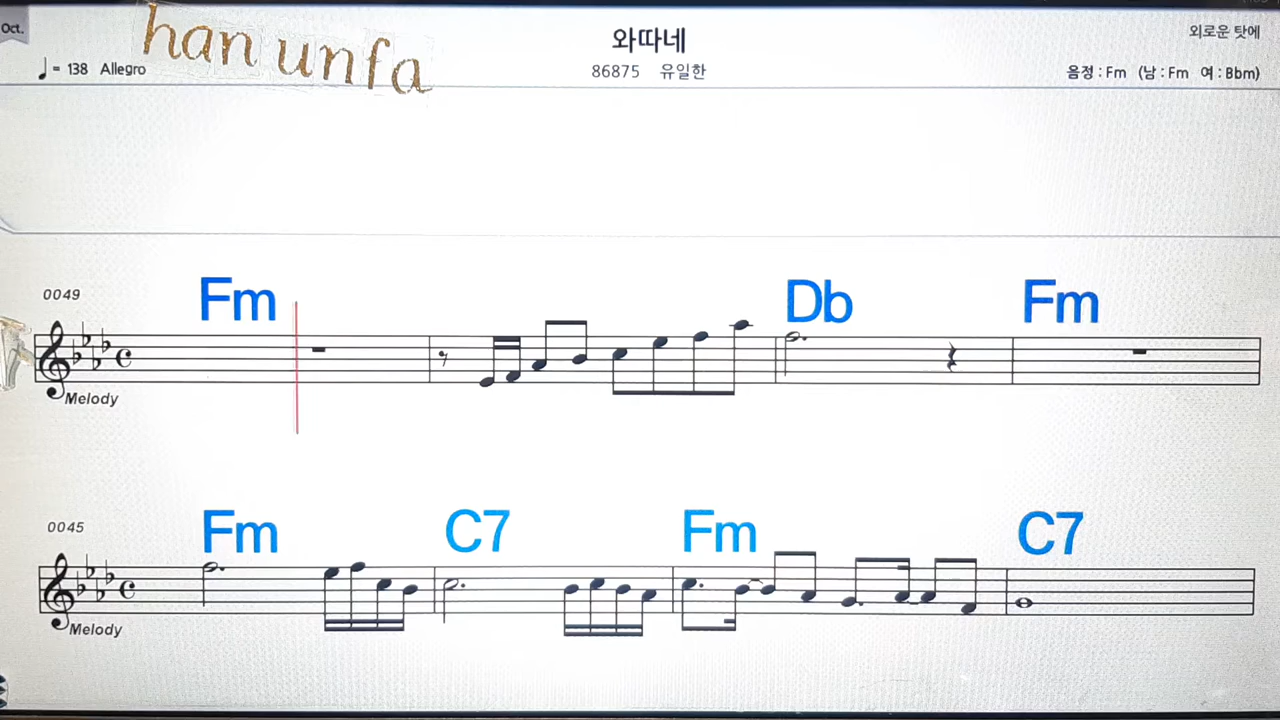 Oct.
han unfa
와따네
외로운 탓에
♩= 138 Allegro
86875 유일한
음정 : Fm (남 : Fm 여 : Bbm)
0049
Fm Db Fm
Melody
0045
Fm C7 Fm C7
Melody